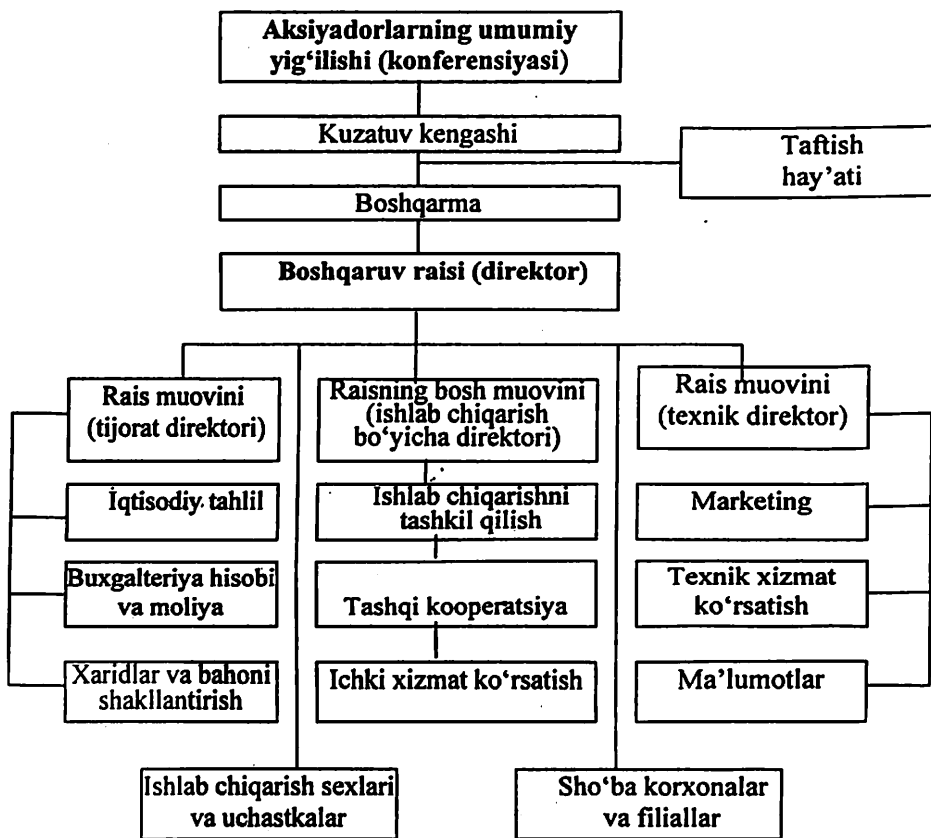 Aksiyadorlarning umumiy
yig‘ilishi (konferensiyasi)
Kuzatuv kengashi
Taftish
hay’ati
Boshqarma
Boshqaruv raisi (direktor)
Rais muovini
(tijorat direktori)
Raisning bosh muovini
(ishlab chiqarish
bo‘yicha direktori)
Rais muovini
(texnik direktor)
Iqtisodiy tahlil
Ishlab chiqarishni
tashkil qilish
Marketing
Buxgalteriya hisobi
va moliya
Tashqi kooperatsiya
Texnik xizmat
ko‘rsatish
Xaridlar va bahoni
shakllantirish
Ichki xizmat ko‘rsatish
Ma’lumotlar
Ishlab chiqarish sexlari
va uchastkalar
Sho‘ba korxonalar
va filiallar